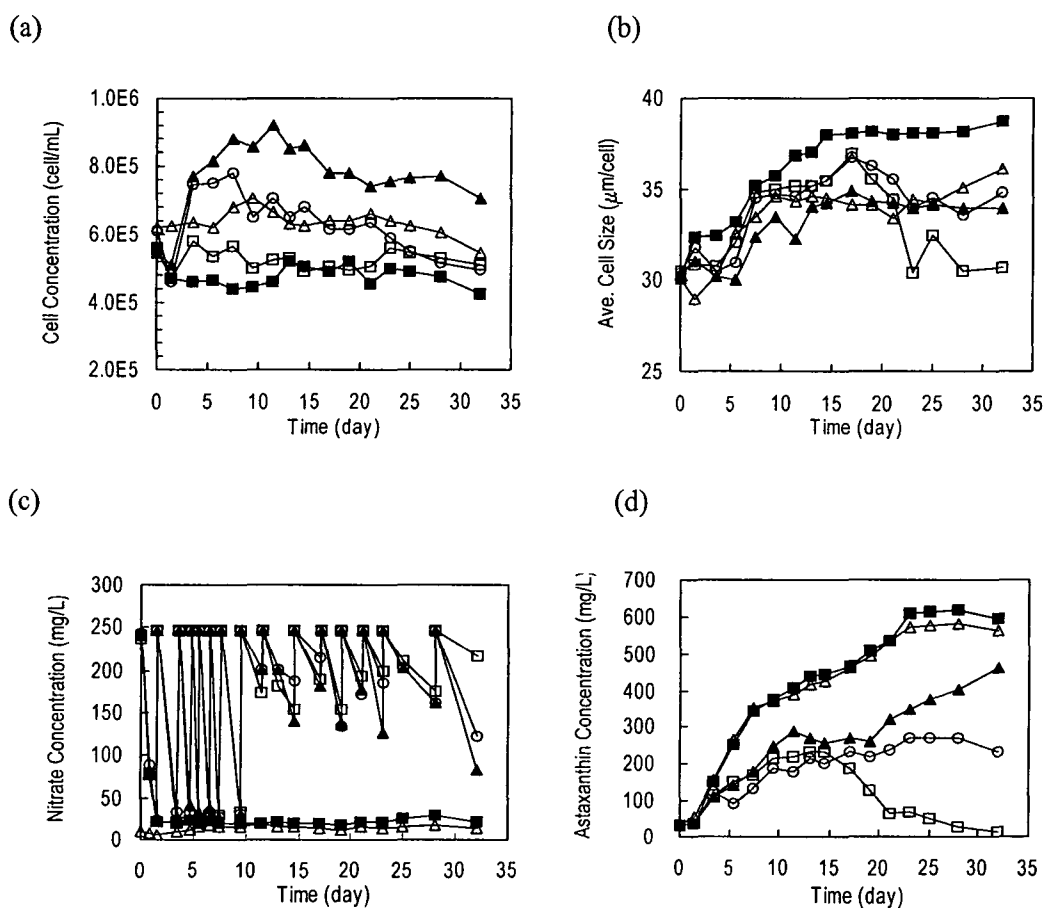 (a)
(b)
1.0E6
8.0E5
6.0E5
4.0E5
2.0E5
Cell Concentration (cell/mL)
0 5 10 15 20 25 30 35
Time (day)
40
35
30
25
Ave. Cell Size (μm/cell)
0 5 10 15 20 25 30 35
Time (day)
(c)
(d)
300
250
200
150
100
50
0
Nitrate Concentration (mg/L)
0 5 10 15 20 25 30 35
Time (day)
700
600
500
400
300
200
100
0
Astaxanthin Concentration (mg/L)
0 5 10 15 20 25 30 35
Time (day)